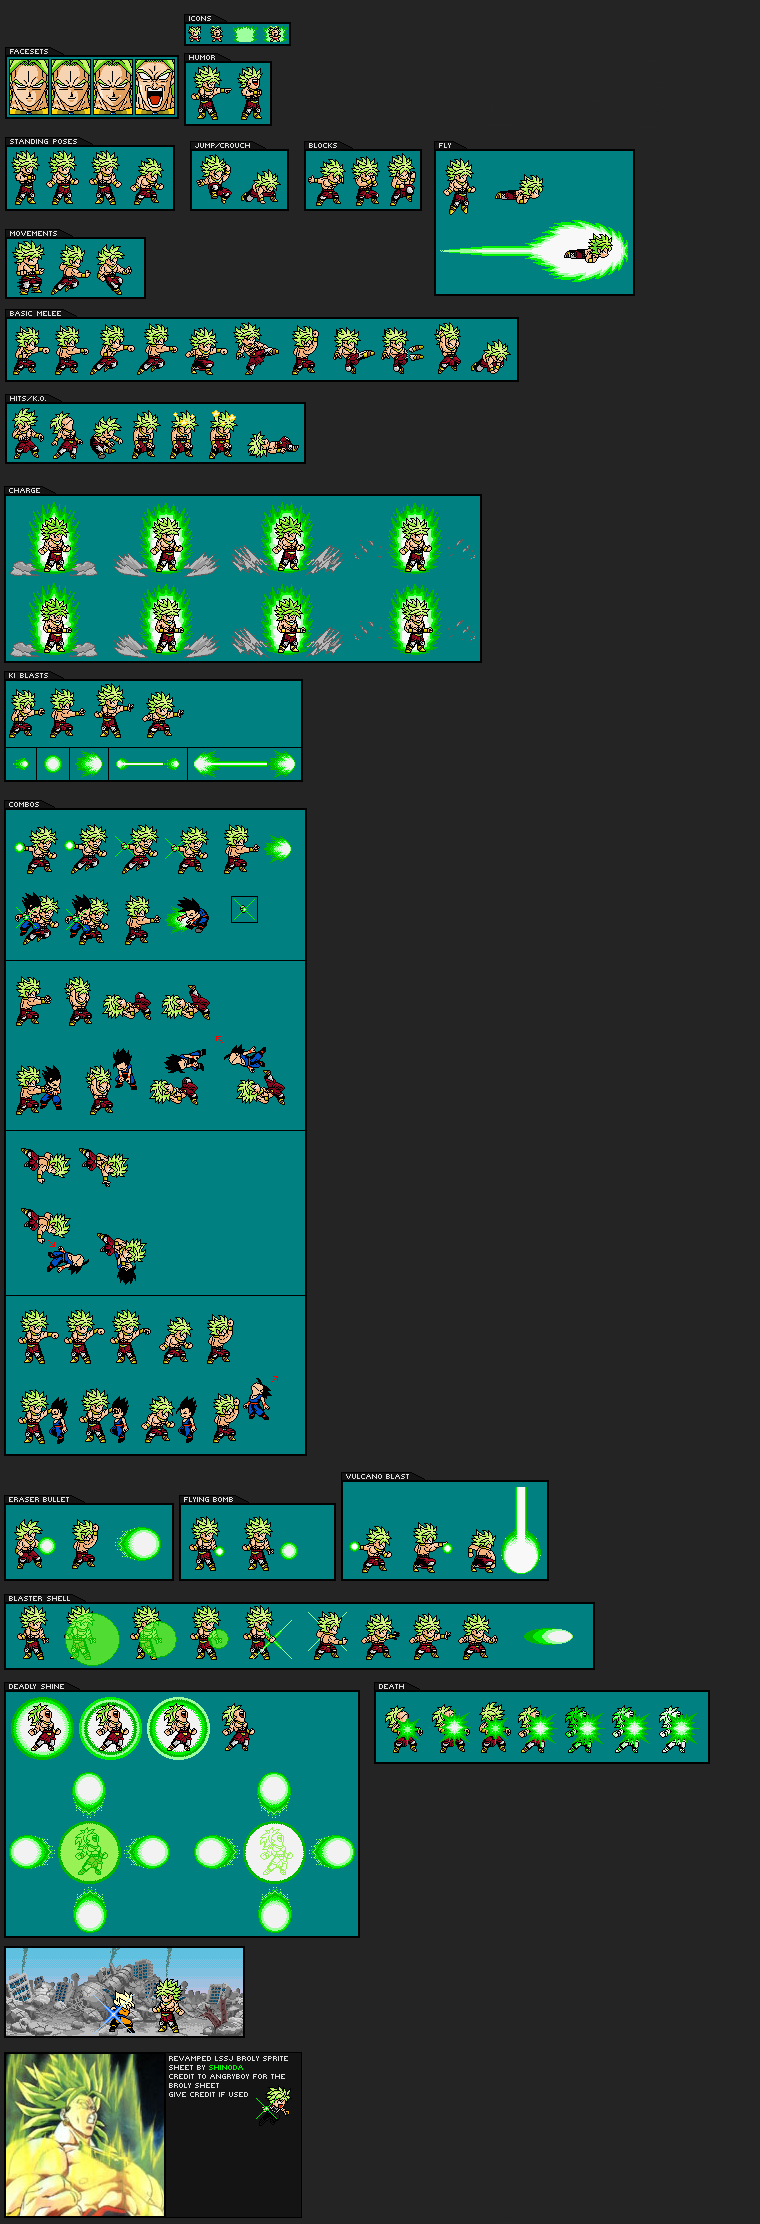 ICONS
FACESETS
HUMOR
STANDING POSES
JUMP/CROUCH
BLOCKS
FLY
MOVEMENTS
BASIC MELEE
HITS/K.O.
CHARGE
KI BLASTS
COMBOS
VULCANO BLAST
ERASER BULLET
FLYING BOMB
BLASTER SHELL
DEADLY SHINE
DEATH
REVAMPED LSSJ BROLY SPRITE
SHEET BY SHINODA
CREDIT TO ANGRYBOY FOR THE
BROLY SHEET
GIVE CREDIT IF USED